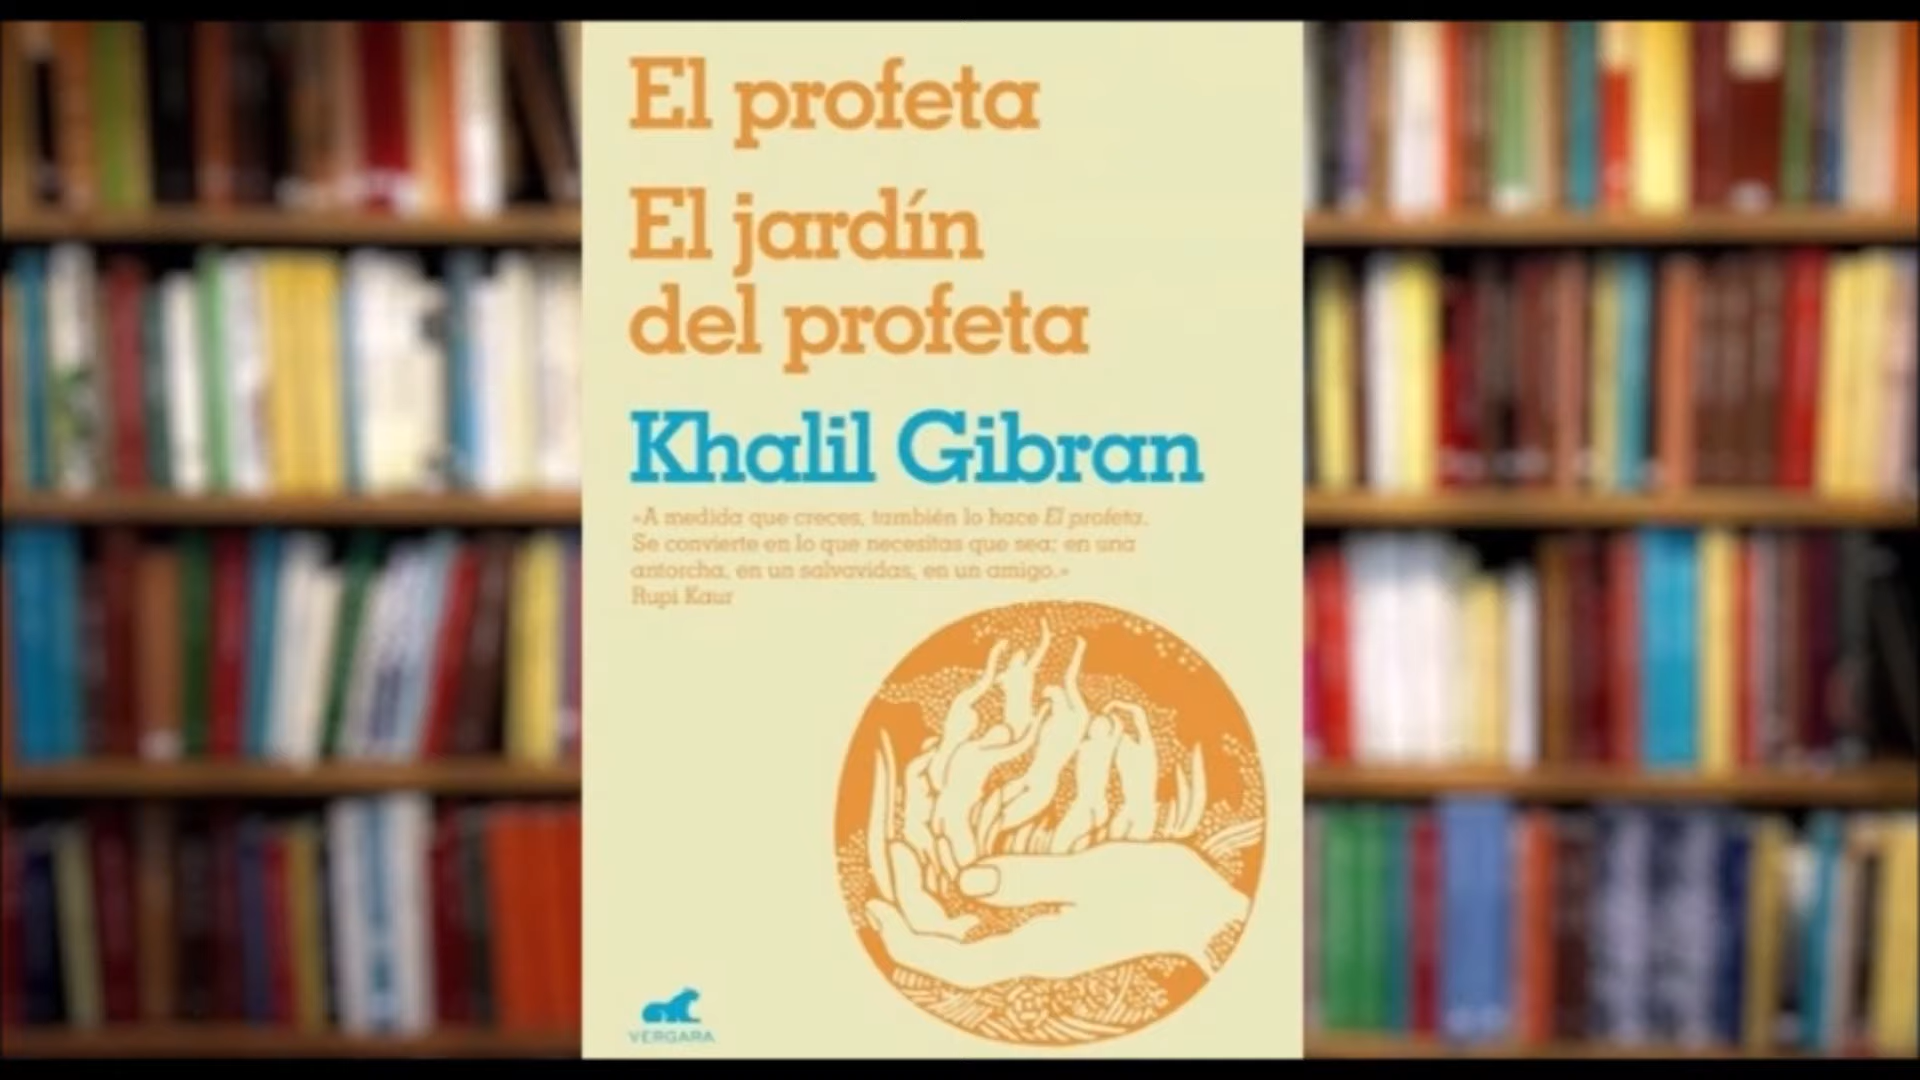 El profeta
El jardín
del profeta
Khalil Gibran
«A medida que creces, también lo hace El profeta.
Se convierte en lo que necesitas que sea: en una
antorcha, en un salvavidas, en un amigo.»
Rupi Kaur
VERGARA